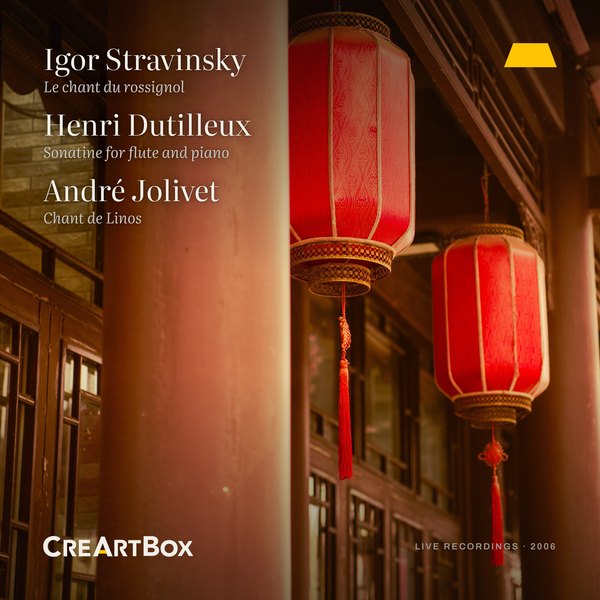 Igor Stravinsky
Le chant du rossignol
Henri Dutilleux
Sonatine for flute and piano
André Jolivet
Chant de Linos
CREARTBOX
LIVE RECORDINGS · 2006